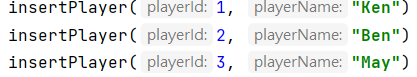 insertPlayer( playerId: 1, playerName: "Ken")
insertPlayer( playerId: 2, playerName: "Ben")
insertPlayer( playerId: 3, playerName: "May")